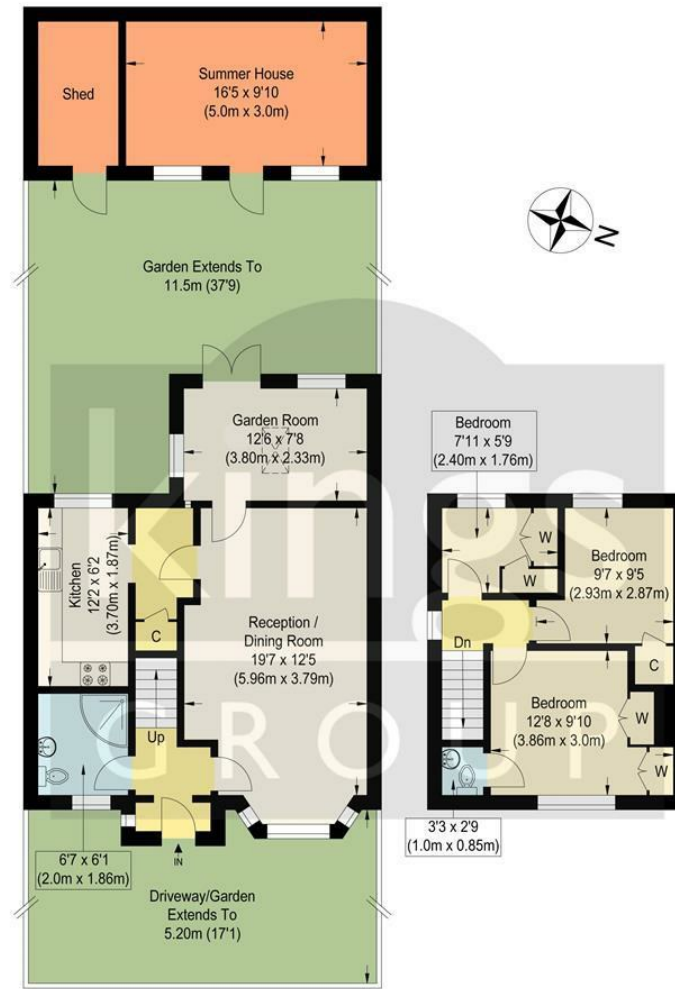 Shed
Summer House
16'5 x 9'10
(5.0m x 3.0m)
N
Garden Extends To
11.5m (37'9)
Garden Room
12'6 x 7'8
(3.80m x 2.33m)
Bedroom
7'11 x 5'9
(2.40m x 1.76m)
Kitchen
12'2 x 6'2
(3.70m x 1.87m)
C
Reception /
Dining Room
19'7 x 12'5
(5.96m x 3.79m)
W
W
Bedroom
9'7 x 9'5
(2.93m x 2.87m)
Dn
C
Bedroom
12'8 x 9'10
(3.86m x 3.0m)
W
W
Up
IN
6'7 x 6'1
(2.0m x 1.86m)
3'3 x 2'9
(1.0m x 0.85m)
Driveway/Garden
Extends To
5.20m (17'1)
kings
GROUP